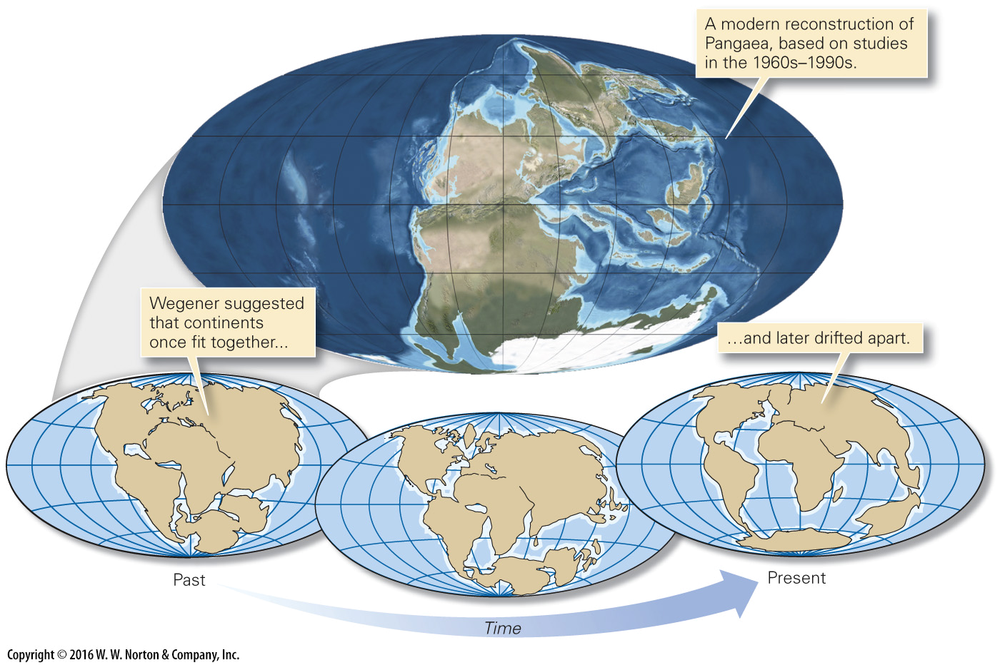 A modern reconstruction of
Pangaea, based on studies
in the 1960s–1990s.
Wegener suggested
that continents
once fit together...
...and later drifted apart.
Past
Present
Time
Copyright © 2016 W. W. Norton & Company, Inc.